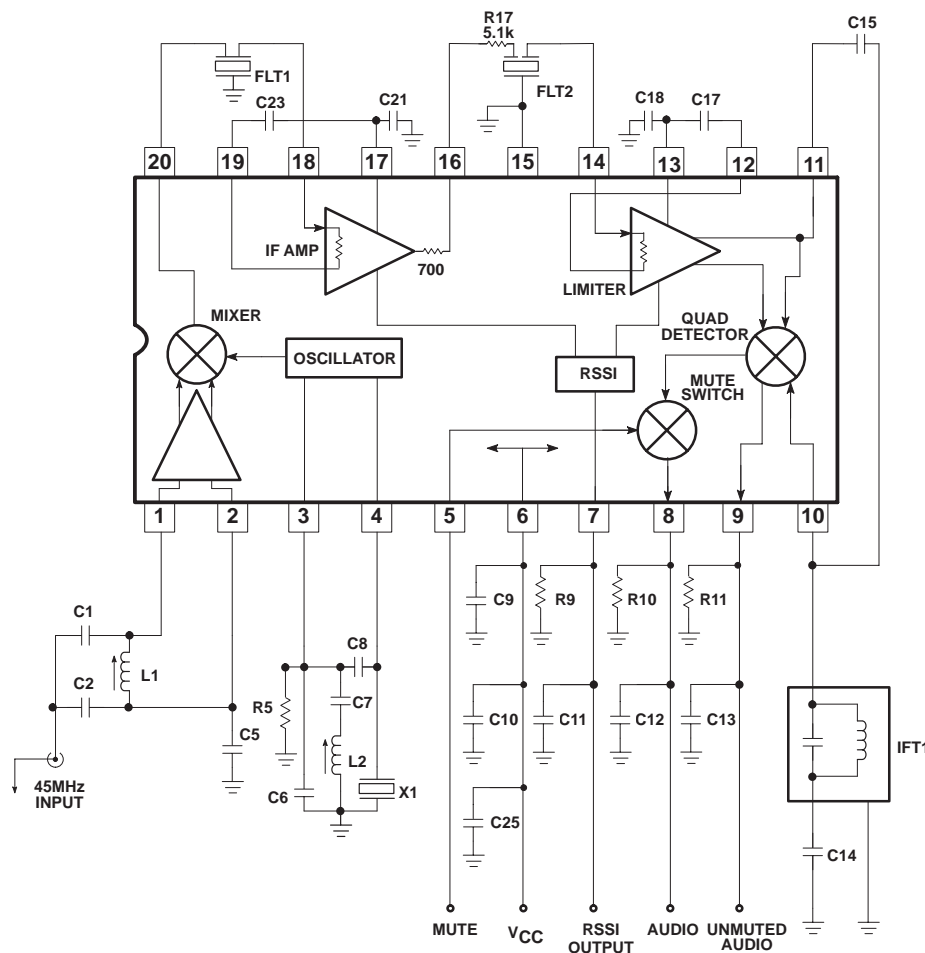 R17
5.1k
C15
FLT1
FLT2
C23
C21
C18
C17
20
19
18
17
16
15
14
13
12
11
IF AMP
700
LIMITER
MIXER
OSCILLATOR
QUAD
DETECTOR
RSSI
MUTE
SWITCH
1
2
3
4
5
6
7
8
9
10
C1
L1
C2
C5
45MHz
INPUT
R5
C8
C7
L2
C6
X1
C9
R9
R10
R11
C10
C11
C12
C13
C25
IFT1
C14
MUTE
VCC
RSSI
OUTPUT
AUDIO
UNMUTED
AUDIO